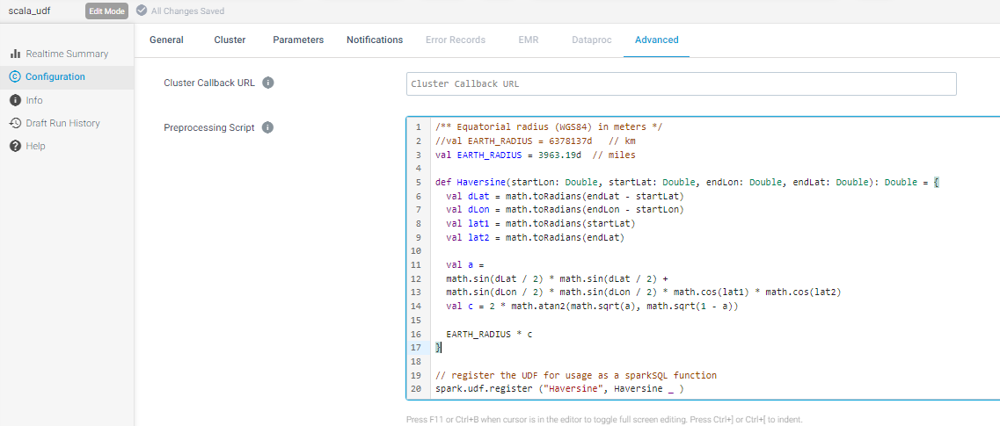 scala_udf Edit Mode All Changes Saved
Realtime Summary
Configuration
Info
Draft Run History
Help
General Cluster Parameters Notifications Error Records EMR Dataproc Advanced
Cluster Callback URL Cluster Callback URL
Preprocessing Script
1 /** Equatorial radius (WGS84) in meters */
2 //val EARTH_RADIUS = 6378137d   // km
3 val EARTH_RADIUS = 3963.19d  // miles
4
5 def Haversine(startLon: Double, startLat: Double, endLon: Double, endLat: Double): Double = {
6   val dLat = math.toRadians(endLat - startLat)
7   val dLon = math.toRadians(endLon - startLon)
8   val lat1 = math.toRadians(startLat)
9   val lat2 = math.toRadians(endLat)
10
11   val a =
12   math.sin(dLat / 2) * math.sin(dLat / 2) +
13   math.sin(dLon / 2) * math.sin(dLon / 2) * math.cos(lat1) * math.cos(lat2)
14   val c = 2 * math.atan2(math.sqrt(a), math.sqrt(1 - a))
15
16   EARTH_RADIUS * c
17 }
18
19 // register the UDF for usage as a sparkSQL function
20 spark.udf.register ("Haversine", Haversine _ )
Press F11 or Ctrl+B when cursor is in the editor to toggle full screen editing. Press Ctrl+] or Ctrl+[ to indent.